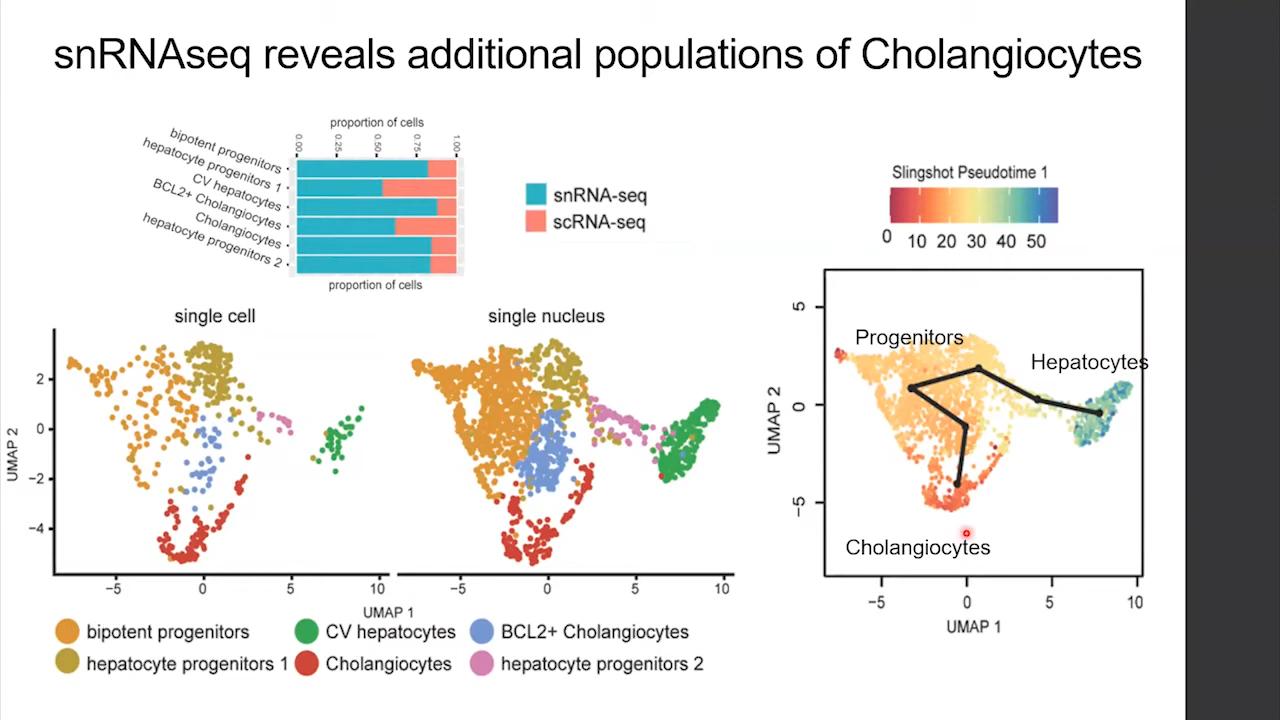 snRNAseq reveals additional populations of Cholangiocytes
proportion of cells
0.00 0.25 0.50 0.75 1.00
bipotent progenitors
hepatocyte progenitors 1
CV hepatocytes
BCL2+ Cholangiocytes
Cholangiocytes
hepatocyte progenitors 2
proportion of cells
snRNA-seq
scRNA-seq
Slingshot Pseudotime 1
0 10 20 30 40 50
single cell
single nucleus
UMAP 2
2
0
−2
−4
−5 0 5 10
−5 0 5 10
UMAP 1
bipotent progenitors
CV hepatocytes
BCL2+ Cholangiocytes
hepatocyte progenitors 1
Cholangiocytes
hepatocyte progenitors 2
Progenitors
Hepatocytes
Cholangiocytes
UMAP 2
5
0
−5
−5 0 5 10
UMAP 1